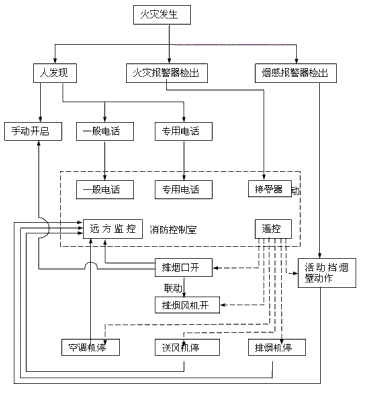 火灾发生
人发现
火灾报警器检出
烟感报警器检出
手动开启
一般电话
专用电话
一般电话
专用电话
接受器
动
远方监控
消防控制室
遥控
排烟口开
活动挡烟
壁动作
联动
排烟风机开
空调机停
送风机停
排烟机停